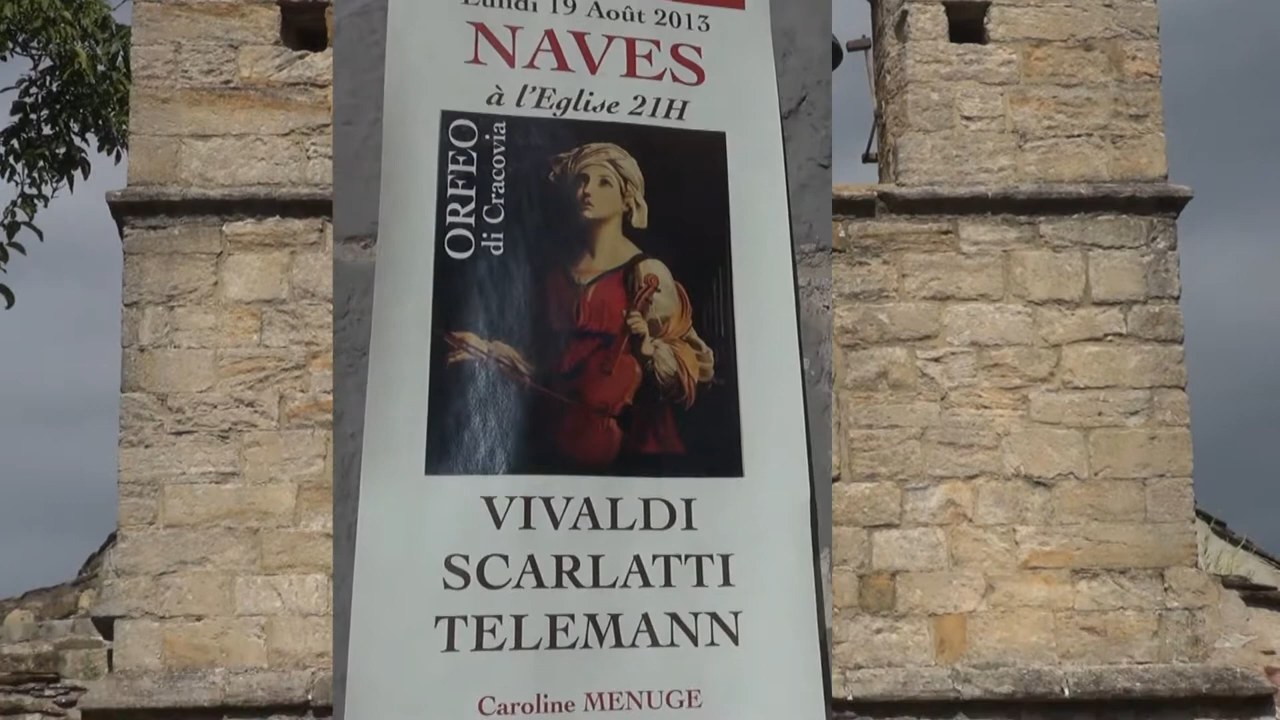 Lundi 19 Août 2013
NAVES
à l'Eglise 21H
ORFEO
di Cracovia
VIVALDI
SCARLATTI
TELEMANN
Caroline MENUGE